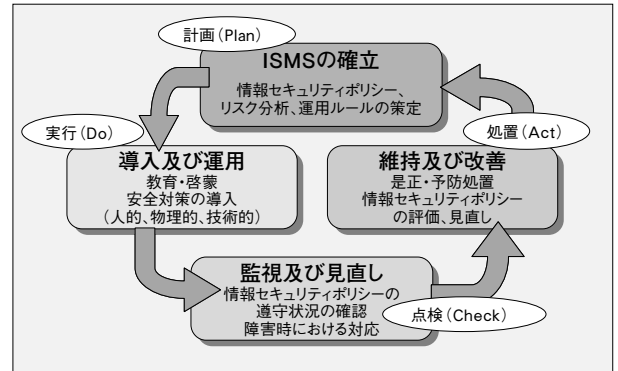 計画(Plan)
ISMSの確立
情報セキュリティポリシー、
リスク分析、運用ルールの策定
実行(Do)
処置(Act)
導入及び運用
教育・啓蒙
安全対策の導入
(人的、物理的、技術的)
維持及び改善
是正・予防処置
情報セキュリティポリシー
の評価、見直し
監視及び見直し
情報セキュリティポリシーの
遵守状況の確認
障害時における対応
点検(Check)